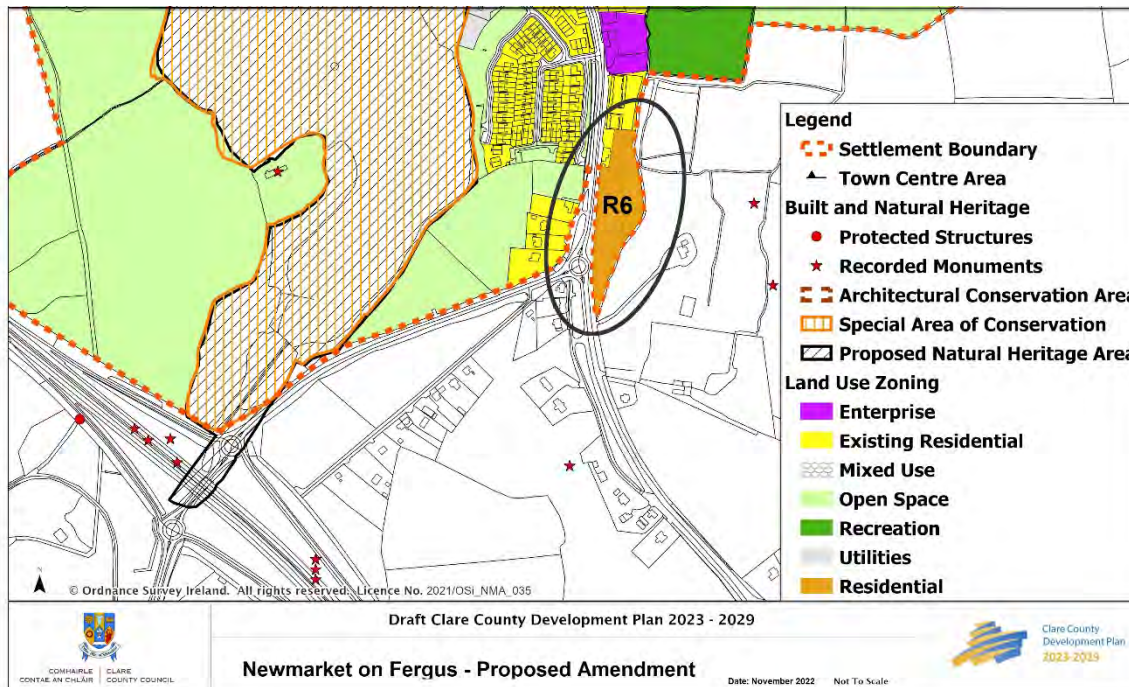 R6
Legend
Settlement Boundary
Town Centre Area
Built and Natural Heritage
Protected Structures
Recorded Monuments
Architectural Conservation Area
Special Area of Conservation
Proposed Natural Heritage Area
Land Use Zoning
Enterprise
Existing Residential
Mixed Use
Open Space
Recreation
Utilities
Residential
N
© Ordnance Survey Ireland. All rights reserved. Licence No. 2021/OSi_NMA_035
Draft Clare County Development Plan 2023 - 2029
Newmarket on Fergus - Proposed Amendment
Date: November 2022 Not To Scale
COMHAIRLE CLARE
CONTAE AN CHLÁIR COUNTY COUNCIL
Clare County
Development Plan
2023-2029